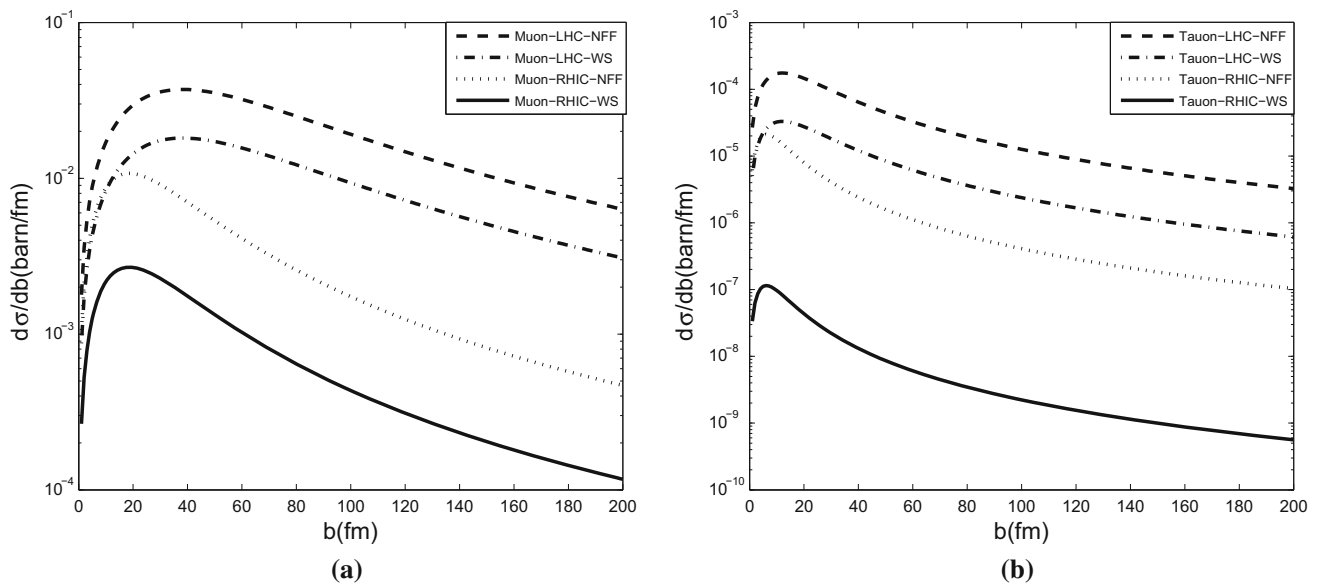 10⁻¹
10⁻²
10⁻³
10⁻⁴
dσ/db(barn/fm)
Muon−LHC−NFF
Muon−LHC−WS
Muon−RHIC−NFF
Muon−RHIC−WS
0 20 40 60 80 100 120 140 160 180 200
b(fm)
(a)
10⁻³
10⁻⁴
10⁻⁵
10⁻⁶
10⁻⁷
10⁻⁸
10⁻⁹
10⁻¹⁰
dσ/db(barn/fm)
Tauon−LHC−NFF
Tauon−LHC−WS
Tauon−RHIC−NFF
Tauon−RHIC−WS
0 20 40 60 80 100 120 140 160 180 200
b(fm)
(b)